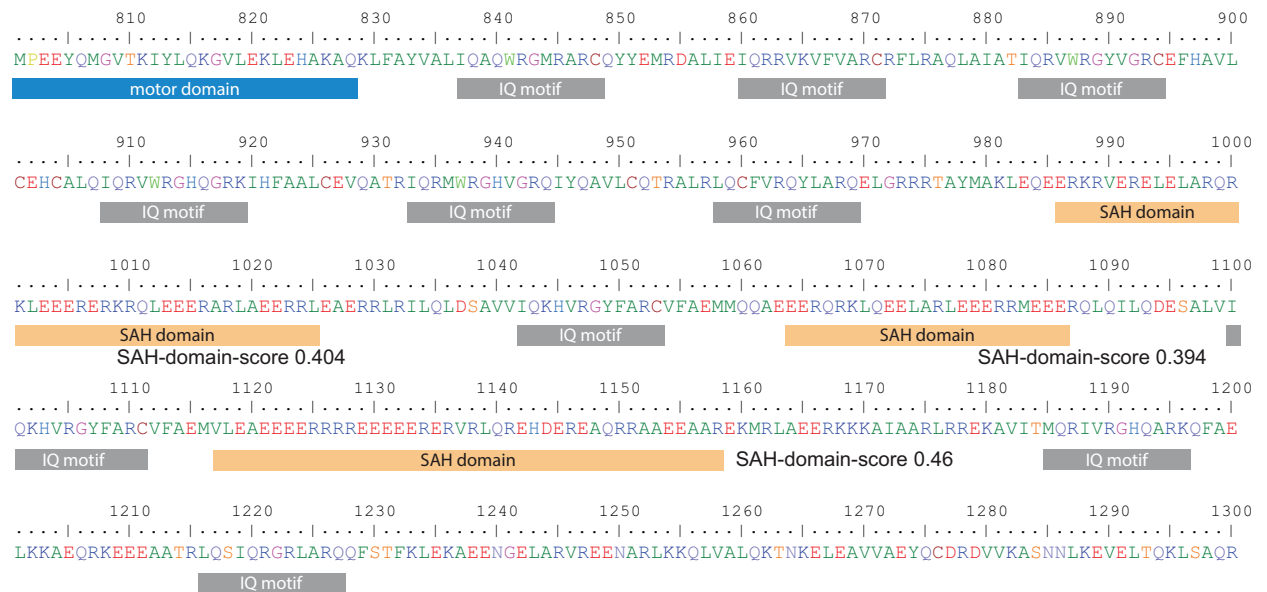 810 820 830 840 850 860 870 880 890 900
....|....|....|....|....|....|....|....|....|....|....|....|....|....|....|....|....|....|....|....|
MPEEYQMGVTKIYLQKGVLEKLEHAKAQKLFAYVALIQAQWRGMRARCQYYEMRDALIEIQRRVKVFVARCRFLRAQLAIATIQRVWRGYVGRCEFHAVL
motor domain IQ motif IQ motif IQ motif
910 920 930 940 950 960 970 980 990 1000
....|....|....|....|....|....|....|....|....|....|....|....|....|....|....|....|....|....|....|....|
CEHCALQIQRVWRGHQGRKIHFAALCEVQATRIQRMWRGHVGRQIYQAVLCQTRALRLQCFVRQYLARQELGRRRTAYMAKLEQEERKRVERELELARQR
IQ motif IQ motif IQ motif SAH domain
1010 1020 1030 1040 1050 1060 1070 1080 1090 1100
....|....|....|....|....|....|....|....|....|....|....|....|....|....|....|....|....|....|....|....|
KLEEERERKRQLEEERARLAEERRLEAERRLRILQLDSAVVIQKHVRGYFARCVFAEMMQQAEEERQRKLQEELARLEEERRMEEERQLQILQDESALVI
SAH domain IQ motif SAH domain
SAH-domain-score 0.404 SAH-domain-score 0.394
1110 1120 1130 1140 1150 1160 1170 1180 1190 1200
....|....|....|....|....|....|....|....|....|....|....|....|....|....|....|....|....|....|....|....|
QKHVRGYFARCVFAEMVLEAEEEERRRREEEEERERVRLQREHDEREAQRRAAEEAAREKMRLAEERKKKAIAARLRREKAVITMQRIVRGHQARKQFAE
IQ motif SAH domain SAH-domain-score 0.46 IQ motif
1210 1220 1230 1240 1250 1260 1270 1280 1290 1300
....|....|....|....|....|....|....|....|....|....|....|....|....|....|....|....|....|....|....|....|
LKKAEQRKEEEAATRLQSIQRGRLARQQFSTFKLEKAEENGELARVREENARLKKQLVALQKTNKELEAVVAEYQCDRDVVKASNNLKEVELTQKLSAQR
IQ motif